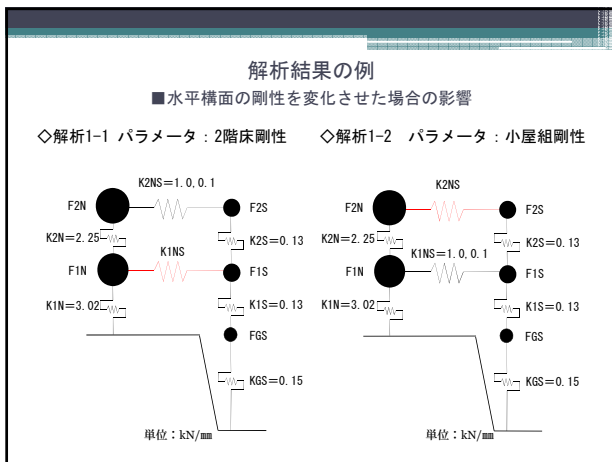 解析結果の例
■水平構面の剛性を変化させた場合の影響
◇解析1-1 パラメータ：2階床剛性
K2NS=1.0,0.1
F2N
F2S
K2N=2.25
K2S=0.13
K1NS
F1N
F1S
K1N=3.02
K1S=0.13
FGS
KGS=0.15
単位：kN/㎜
◇解析1-2　パラメータ：小屋組剛性
K2NS
F2N
F2S
K2N=2.25
K2S=0.13
K1NS=1.0,0.1
F1N
F1S
K1N=3.02
K1S=0.13
FGS
KGS=0.15
単位：kN/㎜